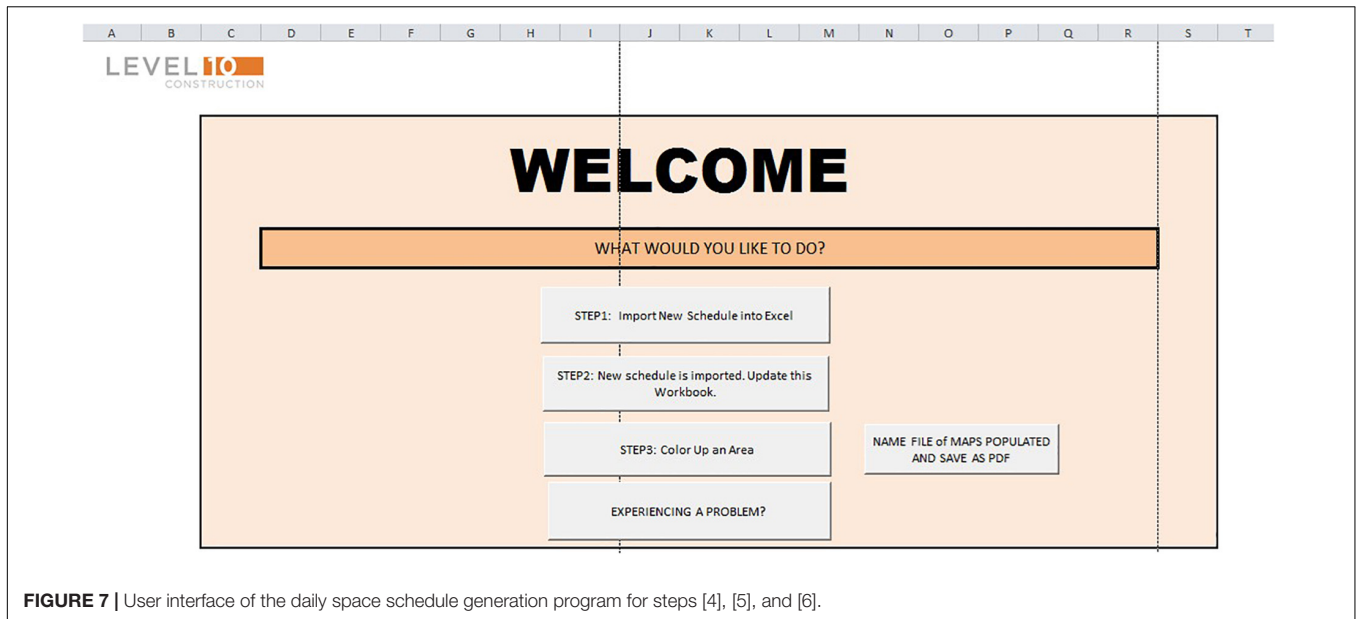 A B C D E F G H I J K L M N O P Q R S T
LEVEL 10
CONSTRUCTION
WELCOME
WHAT WOULD YOU LIKE TO DO?
STEP1: Import New Schedule into Excel
STEP2: New schedule is imported. Update this
Workbook.
STEP3: Color Up an Area
NAME FILE of MAPS POPULATED
AND SAVE AS PDF
EXPERIENCING A PROBLEM?
FIGURE 7 | User interface of the daily space schedule generation program for steps [4], [5], and [6].